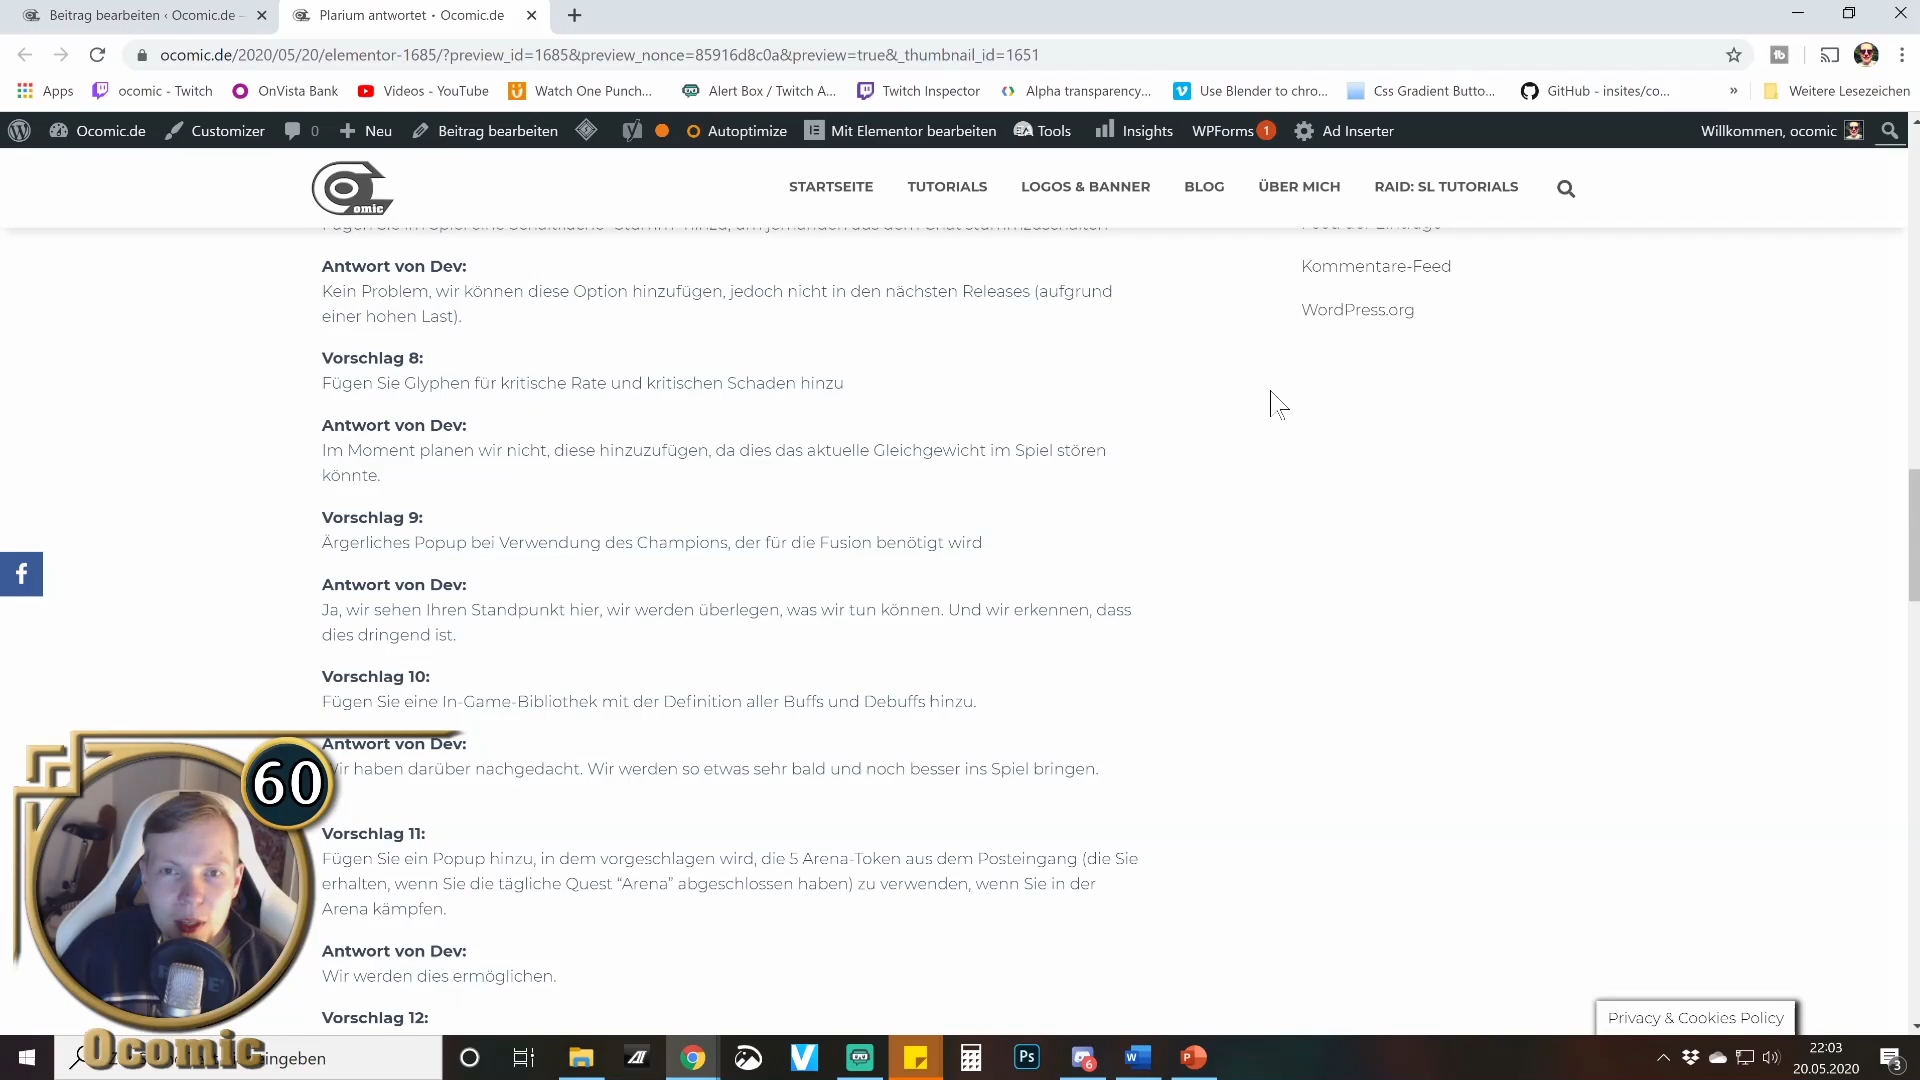 Beitrag bearbeiten ‹ Ocomic.de –
Plarium antwortet • Ocomic.de
ocomic.de/2020/05/20/elementor-1685/?preview_id=1685&preview_nonce=85916d8c0a&preview=true&_thumbnail_id=1651
Apps
ocomic - Twitch
OnVista Bank
Videos - YouTube
Watch One Punch...
Alert Box / Twitch A...
Twitch Inspector
Alpha transparency...
Use Blender to chro...
Css Gradient Butto...
GitHub - insites/co...
»
Weitere Lesezeichen
Ocomic.de
Customizer
0
Neu
Beitrag bearbeiten
Autoptimize
Mit Elementor bearbeiten
Tools
Insights
WPForms 1
Ad Inserter
Willkommen, ocomic
omic
STARTSEITE
TUTORIALS
LOGOS & BANNER
BLOG
ÜBER MICH
RAID: SL TUTORIALS
Kommentare-Feed
WordPress.org
Antwort von Dev:
Kein Problem, wir können diese Option hinzufügen, jedoch nicht in den nächsten Releases (aufgrund
einer hohen Last).
Vorschlag 8:
Fügen Sie Glyphen für kritische Rate und kritischen Schaden hinzu
Antwort von Dev:
Im Moment planen wir nicht, diese hinzuzufügen, da dies das aktuelle Gleichgewicht im Spiel stören
könnte.
Vorschlag 9:
Ärgerliches Popup bei Verwendung des Champions, der für die Fusion benötigt wird
Antwort von Dev:
Ja, wir sehen Ihren Standpunkt hier, wir werden überlegen, was wir tun können. Und wir erkennen, dass
dies dringend ist.
Vorschlag 10:
Fügen Sie eine In-Game-Bibliothek mit der Definition aller Buffs und Debuffs hinzu.
Antwort von Dev:
Wir haben darüber nachgedacht. Wir werden so etwas sehr bald und noch besser ins Spiel bringen.
Vorschlag 11:
Fügen Sie ein Popup hinzu, in dem vorgeschlagen wird, die 5 Arena-Token aus dem Posteingang (die Sie
erhalten, wenn Sie die tägliche Quest “Arena” abgeschlossen haben) zu verwenden, wenn Sie in der
Arena kämpfen.
Antwort von Dev:
Wir werden dies ermöglichen.
Vorschlag 12:
60
Ocomic
eingeben
Privacy & Cookies Policy
Ps
6
22:03
20.05.2020
3